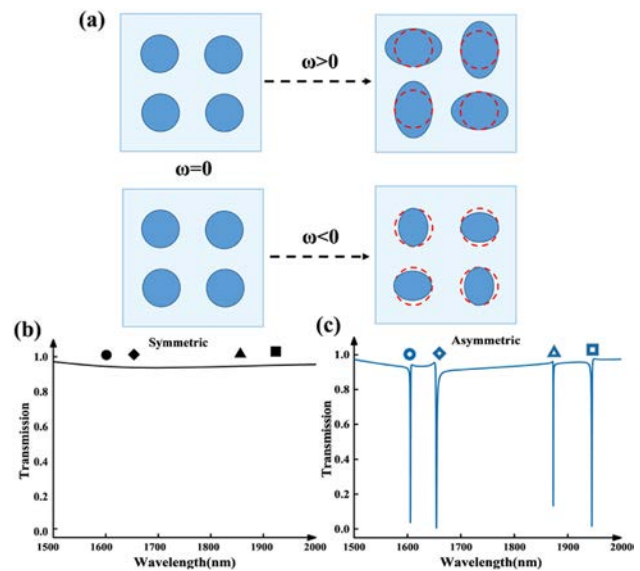 (a)
ω>0
ω=0
ω<0
(b)
(c)
Symmetric
Asymmetric
1.0
0.8
0.6
0.4
0.2
0.0
Transmission
1500 1600 1700 1800 1900 2000
Wavelength(nm)
1.0
0.8
0.6
0.4
0.2
0.0
Transmission
1500 1600 1700 1800 1900 2000
Wavelength(nm)